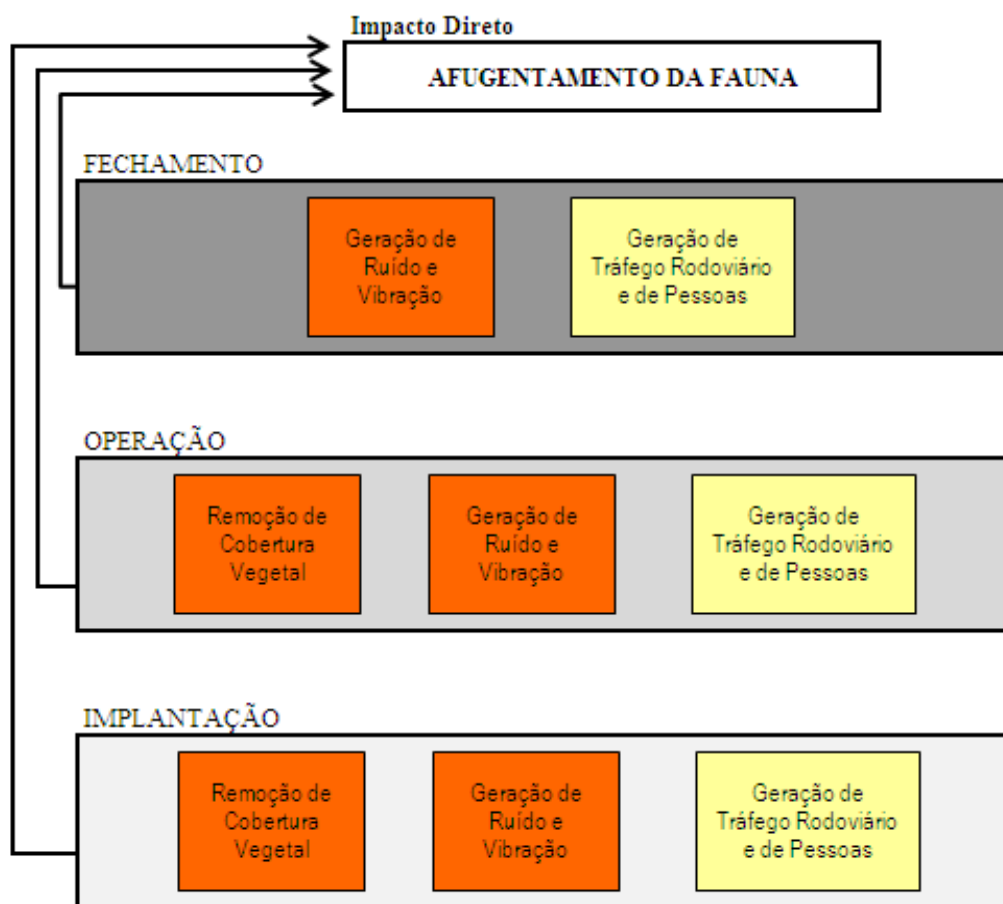 Impacto Direto
AFUGENTAMENTO DA FAUNA
FECHAMENTO
Geração de
Ruído e
Vibração
Geração de
Tráfego Rodoviário
e de Pessoas
OPERAÇÃO
Remoção de
Cobertura
Vegetal
Geração de
Ruído e
Vibração
Geração de
Tráfego Rodoviário
e de Pessoas
IMPLANTAÇÃO
Remoção de
Cobertura
Vegetal
Geração de
Ruído e
Vibração
Geração de
Tráfego Rodoviário
e de Pessoas